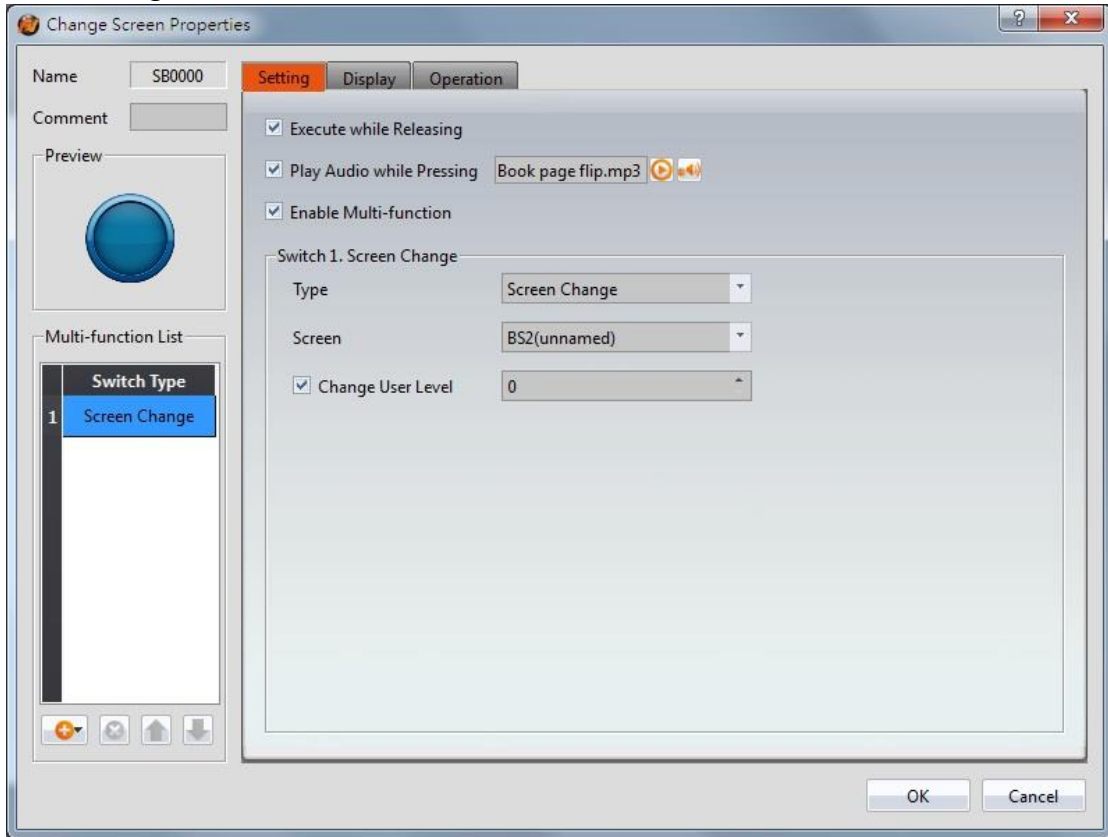 Change Screen Properties
Name SB0000
Comment
Preview
Multi-function List
Switch Type
1 Screen Change
Setting Display Operation
Execute while Releasing
Play Audio while Pressing Book page flip.mp3
Enable Multi-function
Switch 1. Screen Change
Type Screen Change
Screen BS2(unnamed)
Change User Level 0
OK Cancel